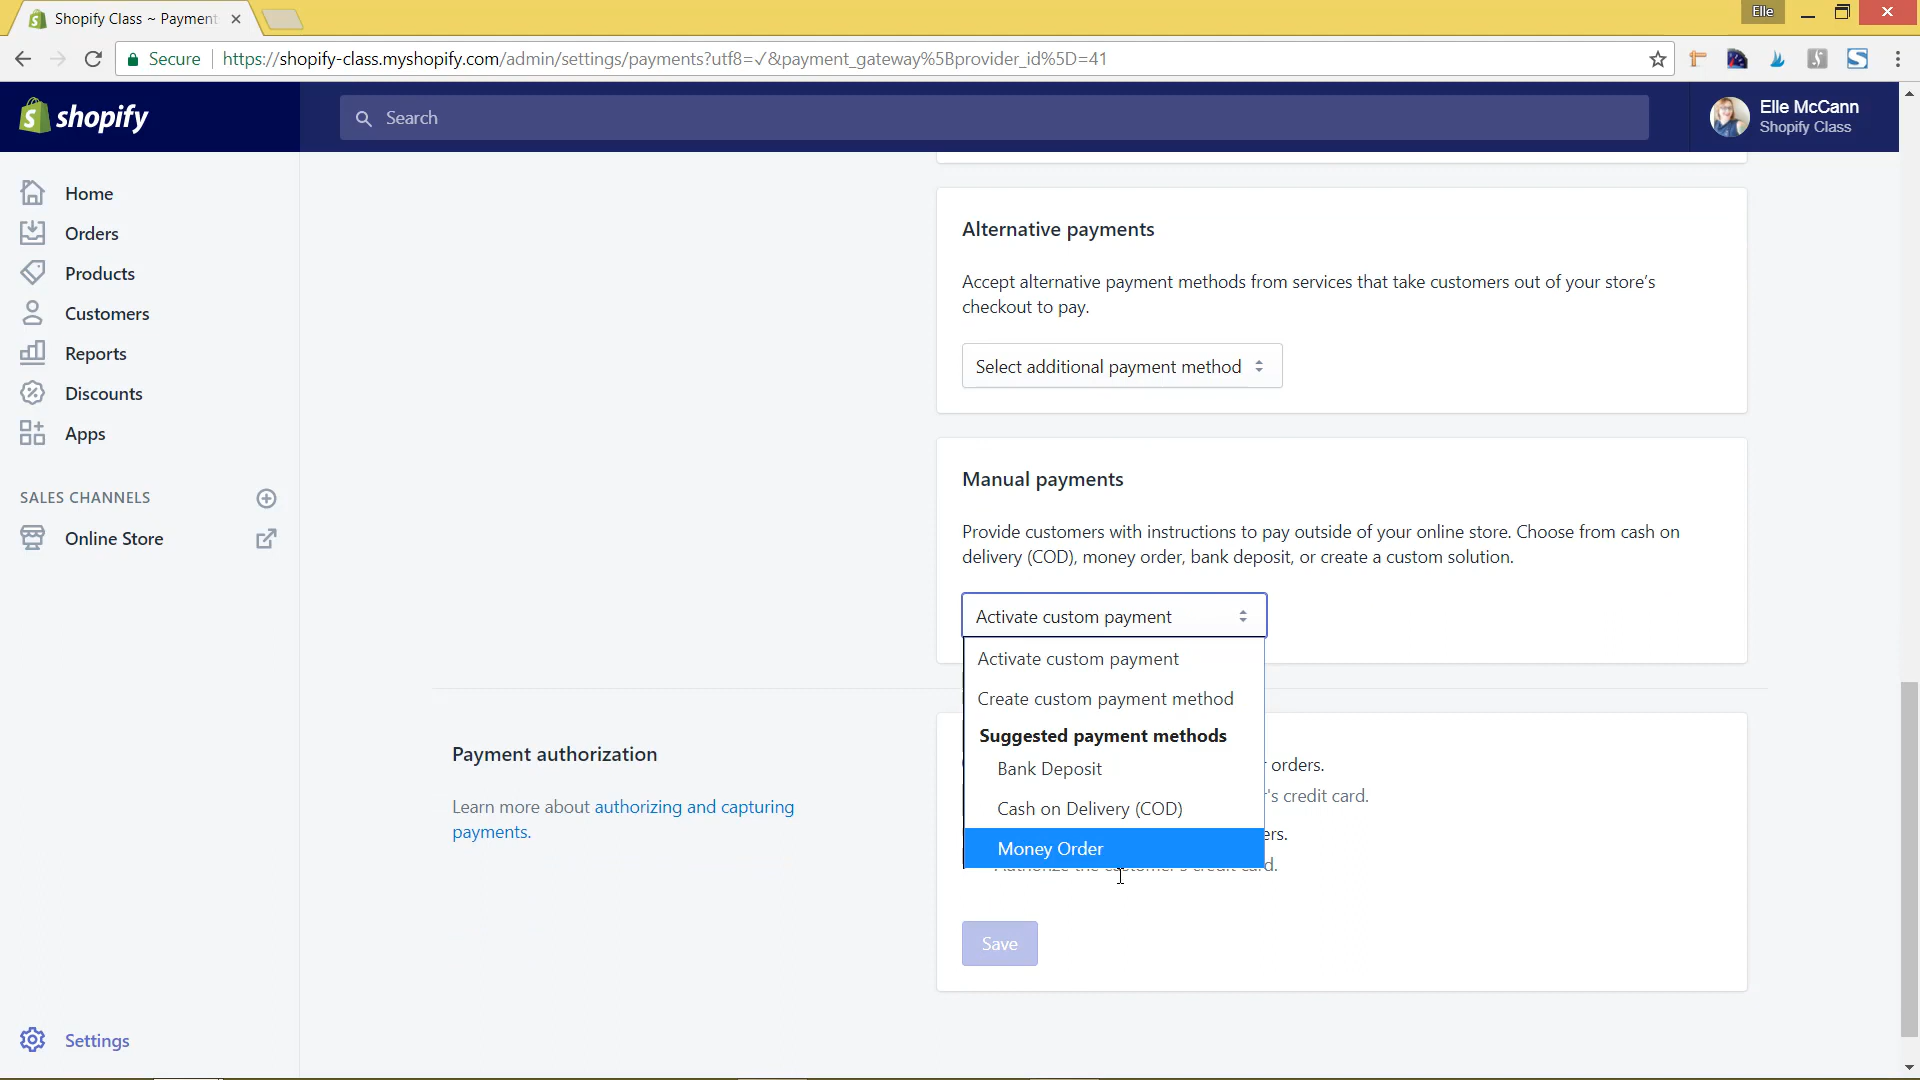 Shopify Class ~ Payment
Elle
Secure
https://shopify-class.myshopify.com/admin/settings/payments?utf8=✓&payment_gateway%5Bprovider_id%5D=41
shopify
Search
Elle McCann
Shopify Class
Home
Orders
Products
Customers
Reports
Discounts
Apps
SALES CHANNELS
Online Store
Settings
Alternative payments
Accept alternative payment methods from services that take customers out of your store's
checkout to pay.
Select additional payment method
Manual payments
Provide customers with instructions to pay outside of your online store. Choose from cash on
delivery (COD), money order, bank deposit, or create a custom solution.
Activate custom payment
Activate custom payment
Create custom payment method
Suggested payment methods
Bank Deposit
Cash on Delivery (COD)
Money Order
Payment authorization
Learn more about authorizing and capturing
payments.
orders.
's credit card.
ers.
Authorize the customer's credit card.
Save